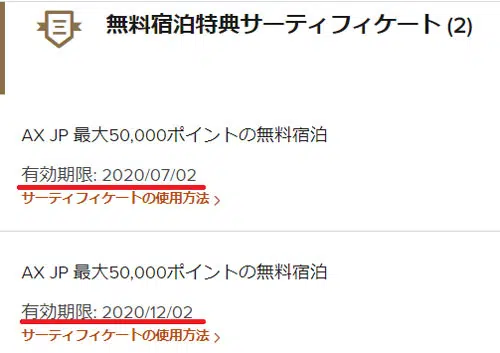 無料宿泊特典サーティフィケート (2)
AX JP 最大50,000ポイントの無料宿泊
有効期限: 2020/07/02
サーティフィケートの使用方法 >
AX JP 最大50,000ポイントの無料宿泊
有効期限: 2020/12/02
サーティフィケートの使用方法 >